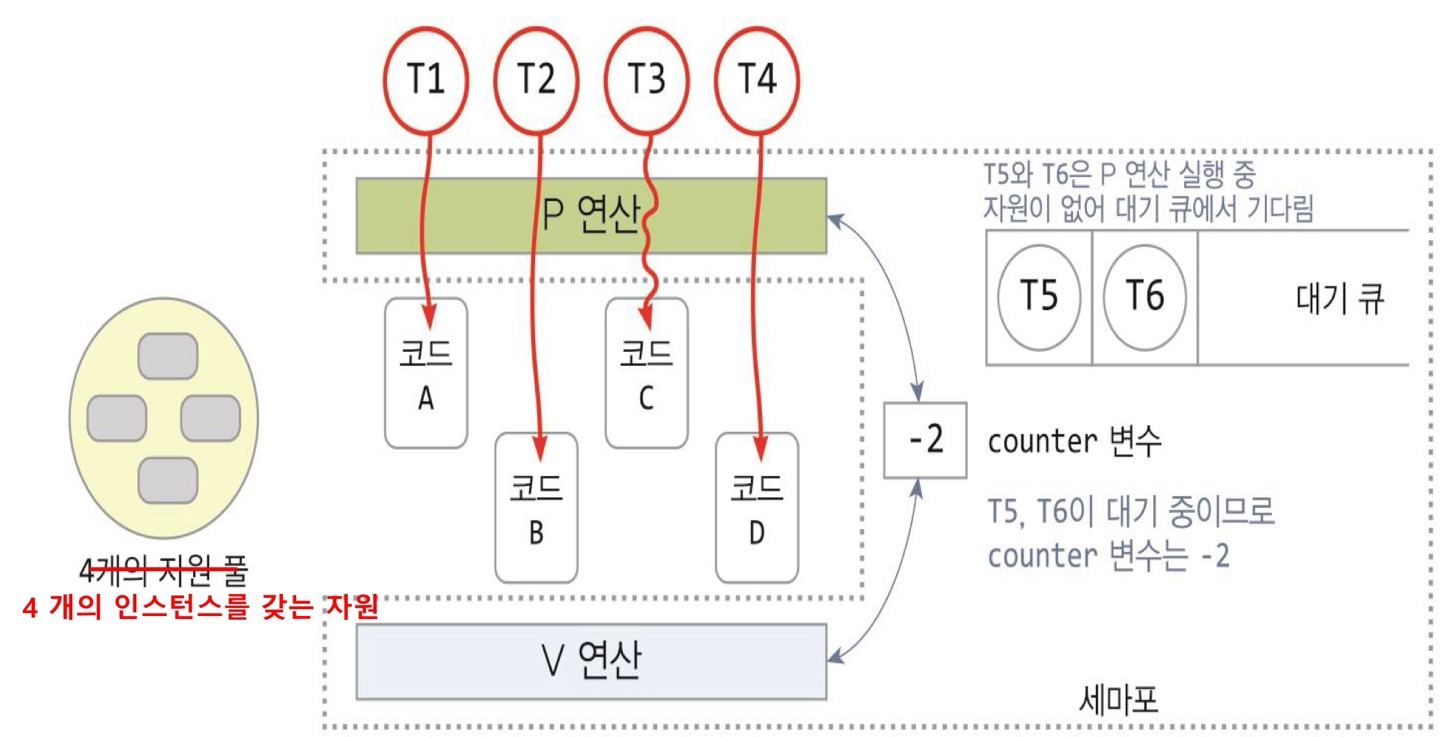 T1
T2
T3
T4
P 연산
T5와 T6은 P 연산 실행 중
자원이 없어 대기 큐에서 기다림
T5
T6
대기 큐
코드
A
코드
B
코드
C
코드
D
-2
counter 변수
T5, T6이 대기 중이므로
counter 변수는 -2
4개의 자원 풀
4 개의 인스턴스를 갖는 자원
V 연산
세마포